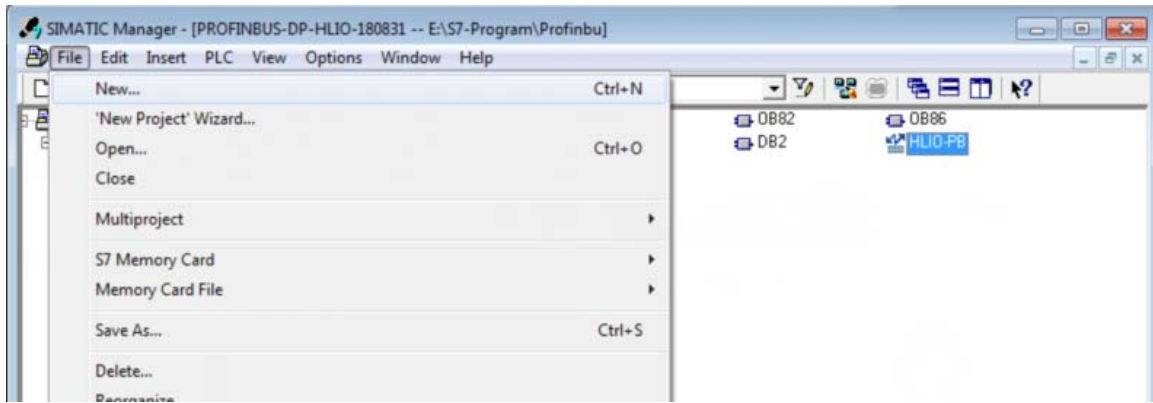 SIMATIC Manager - [PROFINBUS-DP-HLIO-180831 -- E:\S7-Program\Profinbu]
File Edit Insert PLC View Options Window Help
New... Ctrl+N
'New Project' Wizard...
Open... Ctrl+O
Close
Multiproject
S7 Memory Card
Memory Card File
Save As... Ctrl+S
Delete...
Reorganize...
OB82 OB86
DB2 HLIO-PB